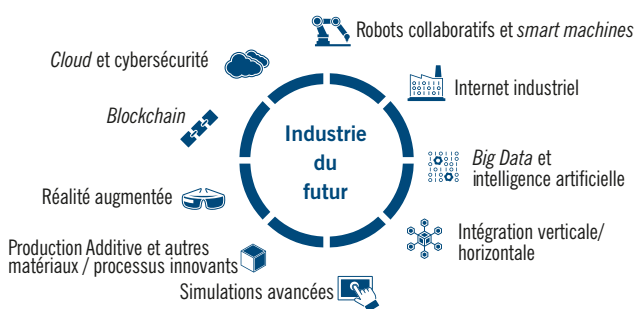 Robots collaboratifs et smart machines
Internet industriel
Big Data et
intelligence artificielle
Intégration verticale/
horizontale
Simulations avancées
Production Additive et autres
matériaux / processus innovants
Réalité augmentée
Blockchain
Cloud et cybersécurité
Industrie
du
futur